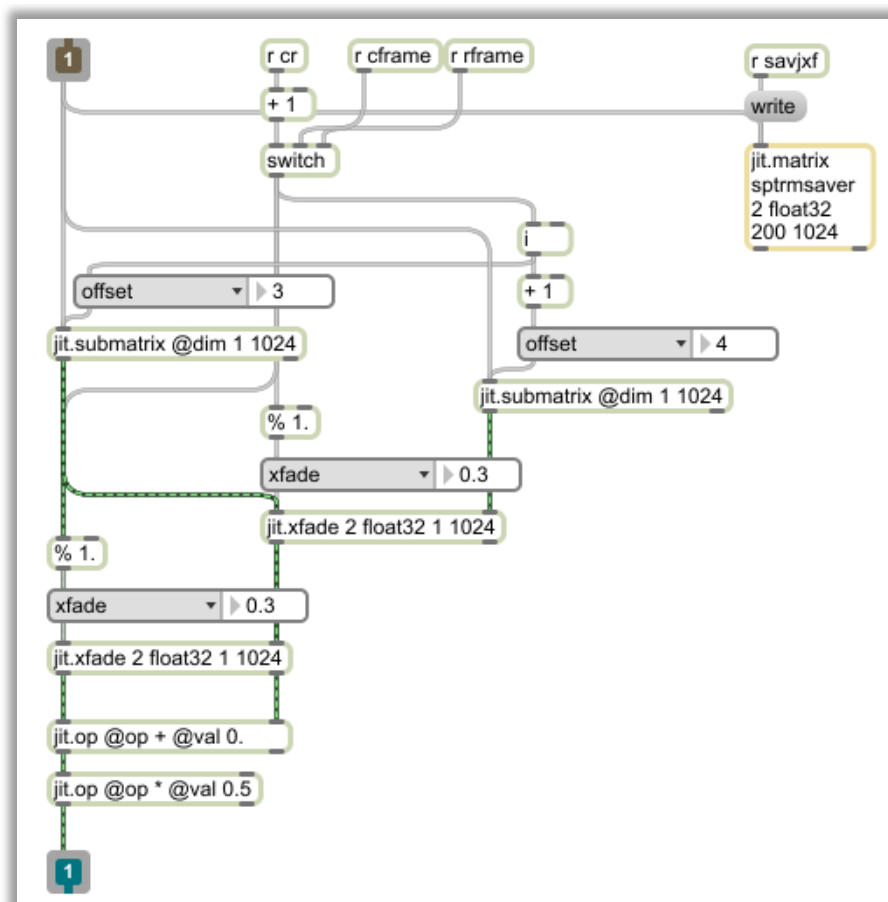 1
r cr
r cframe
r rframe
r savjxf
+ 1
write
switch
jit.matrix
sptrmsaver
2 float32
200 1024
i
offset
3
+ 1
jit.submatrix @dim 1 1024
offset
4
jit.submatrix @dim 1 1024
% 1.
xfade
0.3
jit.xfade 2 float32 1 1024
% 1.
xfade
0.3
jit.xfade 2 float32 1 1024
jit.op @op + @val 0.
jit.op @op * @val 0.5
1